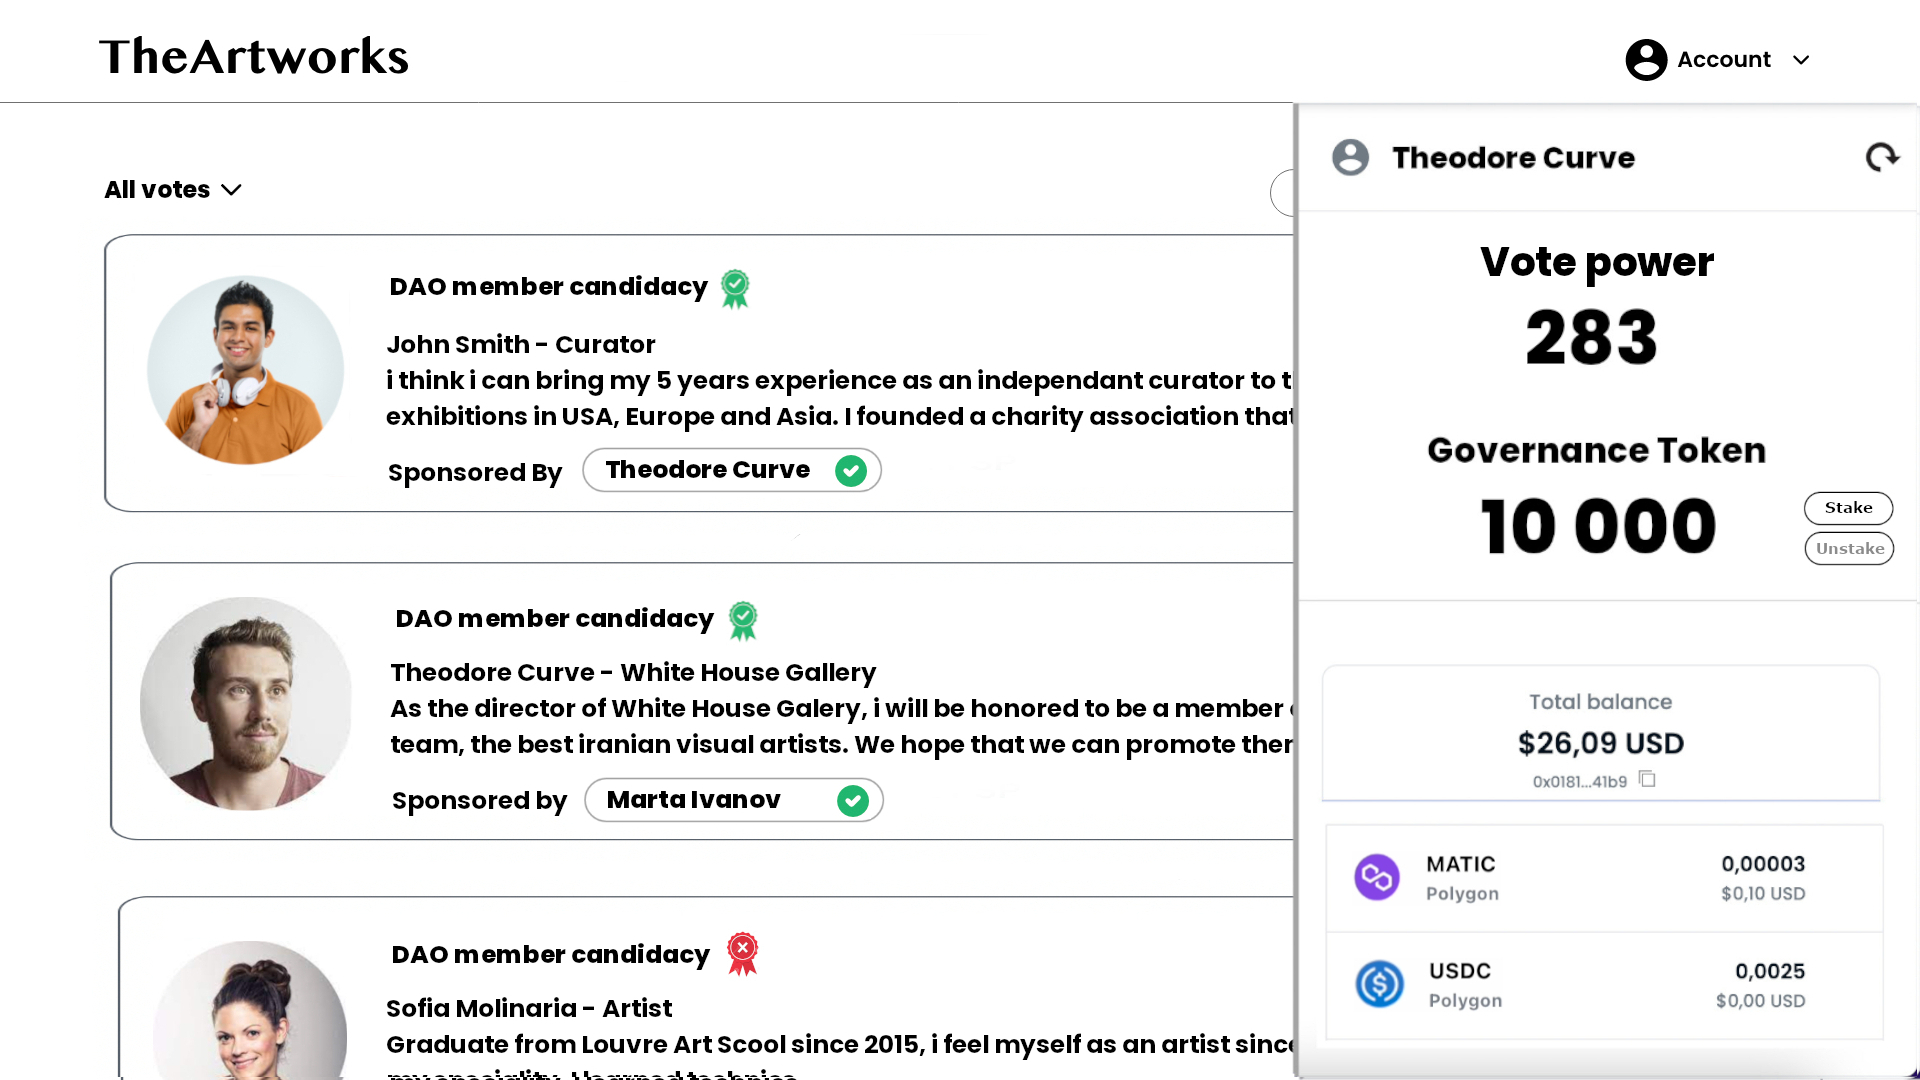 TheArtworks
Account
All votes
DAO member candidacy
John Smith - Curator
i think i can bring my 5 years experience as an independant curator to t
exhibitions in USA, Europe and Asia. I founded a charity association that
Sponsored By Theodore Curve
DAO member candidacy
Theodore Curve - White House Gallery
As the director of White House Galery, i will be honored to be a member
team, the best iranian visual artists. We hope that we can promote
Sponsored by Marta Ivanov
DAO member candidacy
Sofia Molinaria - Artist
Graduate from Louvre Art Scool since 2015, i feel myself as an artist since
my speciality. I learned technics
Theodore Curve
Vote power
283
Governance Token
10 000
Stake
Unstake
Total balance
$26,09 USD
0x0181...41b9
MATIC 0,00003
Polygon $0,10 USD
USDC 0,0025
Polygon $0,00 USD